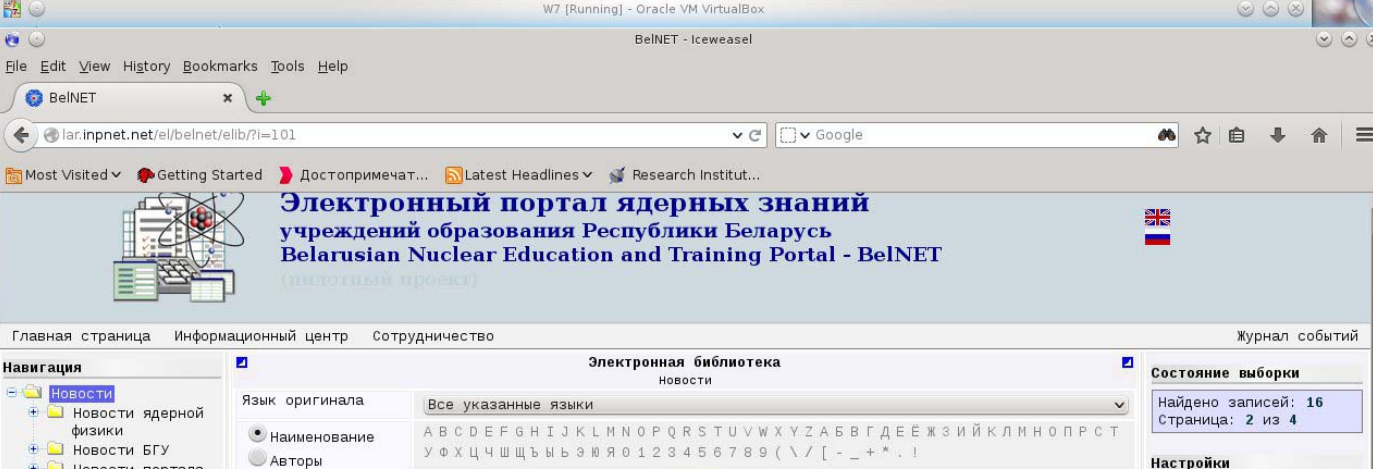 W7 [Running] - Oracle VM VirtualBox
BelNET - Iceweasel
File Edit View History Bookmarks Tools Help
BelNET
lar.inpnet.net/el/belnet/elib/?i=101
Google
Most Visited Getting Started Достопримечат... Latest Headlines Research Institut...
Электронный портал ядерных знаний
учреждений образования Республики Беларусь
Belarusian Nuclear Education and Training Portal - BelNET
(пилотный проект)
Главная страница Информационный центр Сотрудничество Журнал событий
Навигация
Новости
Новости ядерной
физики
Новости БГУ
Новости портала
Электронная библиотека
Новости
Язык оригинала
Все указанные языки
Наименование
Авторы
A B C D E F G H I J K L M N O P Q R S T U V W X Y Z А Б В Г Д Е Ё Ж З И Й К Л М Н О П Р С Т
У Ф Х Ц Ч Ш Щ Ъ Ы Ь Э Ю Я 0 1 2 3 4 5 6 7 8 9 ( \ / [ - _ + * . !
Состояние выборки
Найдено записей: 16
Страница: 2 из 4
Настройки